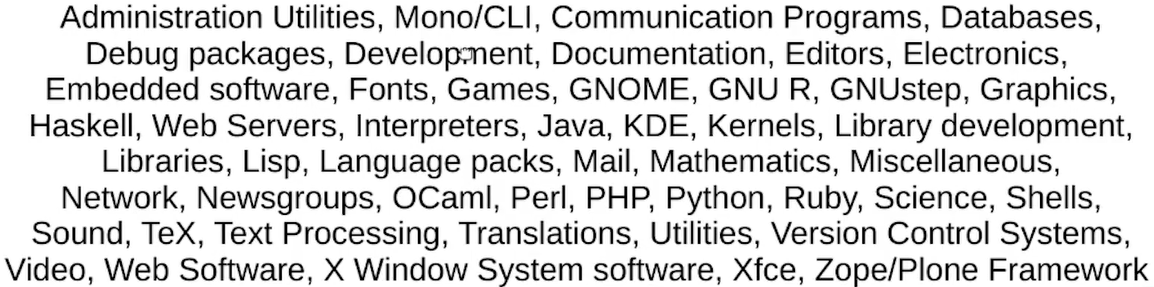 Administration Utilities, Mono/CLI, Communication Programs, Databases,
Debug packages, Development, Documentation, Editors, Electronics,
Embedded software, Fonts, Games, GNOME, GNU R, GNUstep, Graphics,
Haskell, Web Servers, Interpreters, Java, KDE, Kernels, Library development,
Libraries, Lisp, Language packs, Mail, Mathematics, Miscellaneous,
Network, Newsgroups, OCaml, Perl, PHP, Python, Ruby, Science, Shells,
Sound, TeX, Text Processing, Translations, Utilities, Version Control Systems,
Video, Web Software, X Window System software, Xfce, Zope/Plone Framework